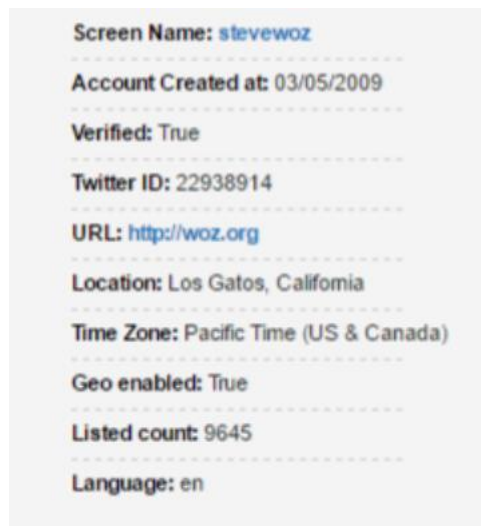 Screen Name: stevewoz
Account Created at: 03/05/2009
Verified: True
Twitter ID: 22938914
URL: http://woz.org
Location: Los Gatos, California
Time Zone: Pacific Time (US & Canada)
Geo enabled: True
Listed count: 9645
Language: en